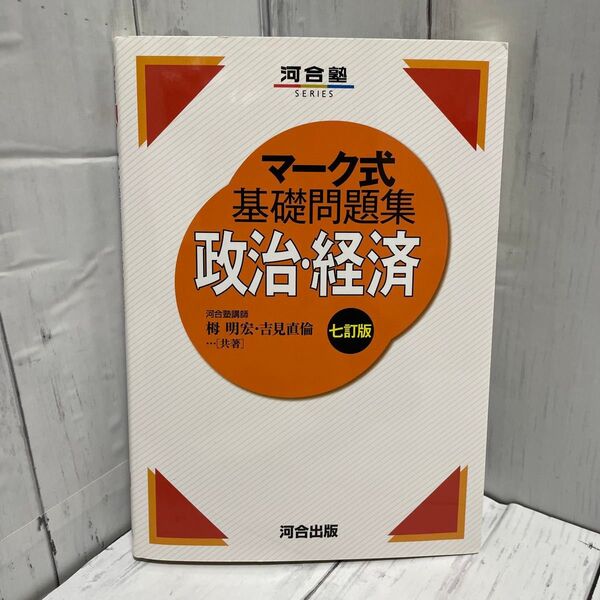 河合塾
SERIES
マーク式
基礎問題集
政治・経済
河合塾講師
栂 明宏・吉見直倫
…[共著]
七訂版
河合出版